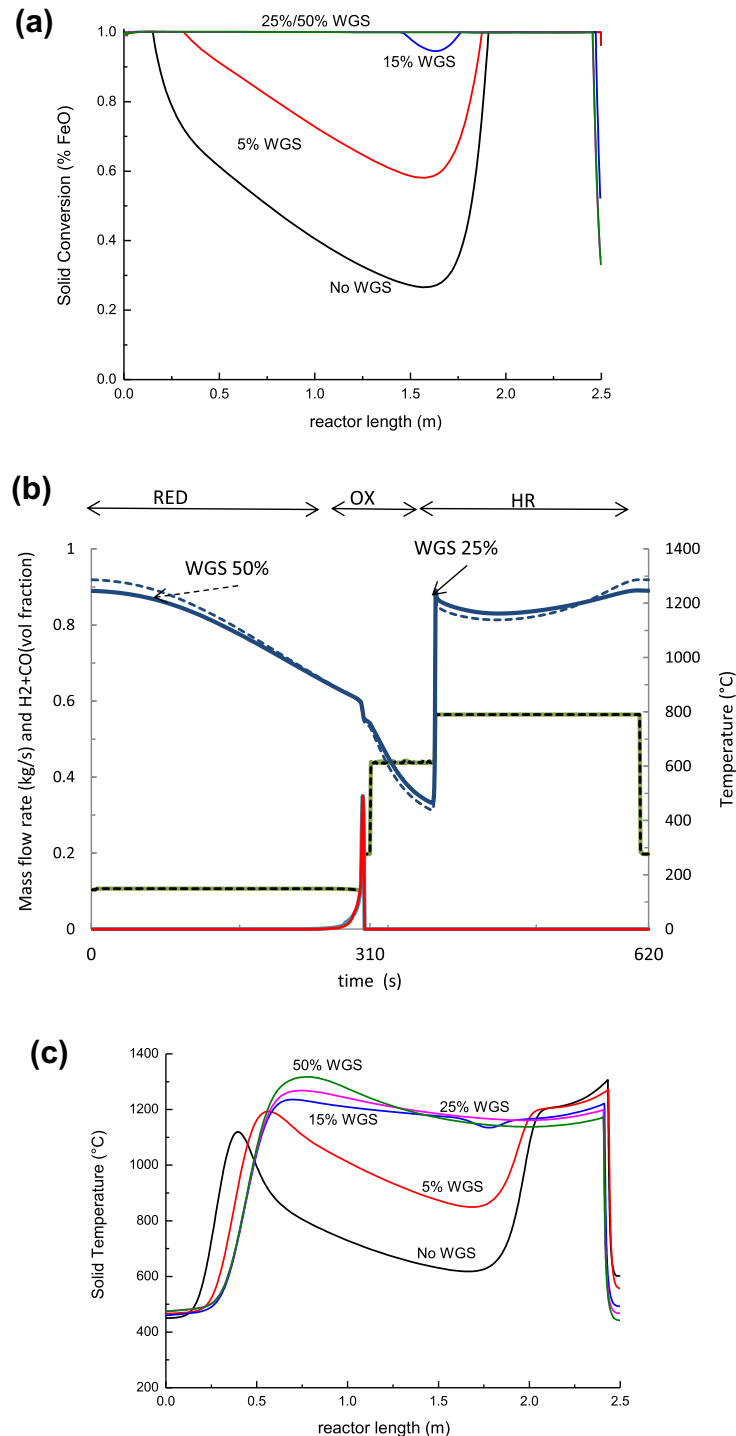 (a)
25%/50% WGS
15% WGS
5% WGS
No WGS
Solid Conversion (% FeO)
1.0
0.8
0.6
0.4
0.2
0.0
0.0 0.5 1.0 1.5 2.0 2.5
reactor length (m)
(b)
RED OX HR
WGS 50%
WGS 25%
Mass flow rate (kg/s) and H2+CO(vol fraction)
1
0.8
0.6
0.4
0.2
0
1400
1200
1000
800
600
400
200
0
Temperature (°C)
0 310 620
time (s)
(c)
50% WGS
25% WGS
15% WGS
5% WGS
No WGS
Solid Temperature (°C)
1400
1200
1000
800
600
400
200
0.0 0.5 1.0 1.5 2.0 2.5
reactor length (m)